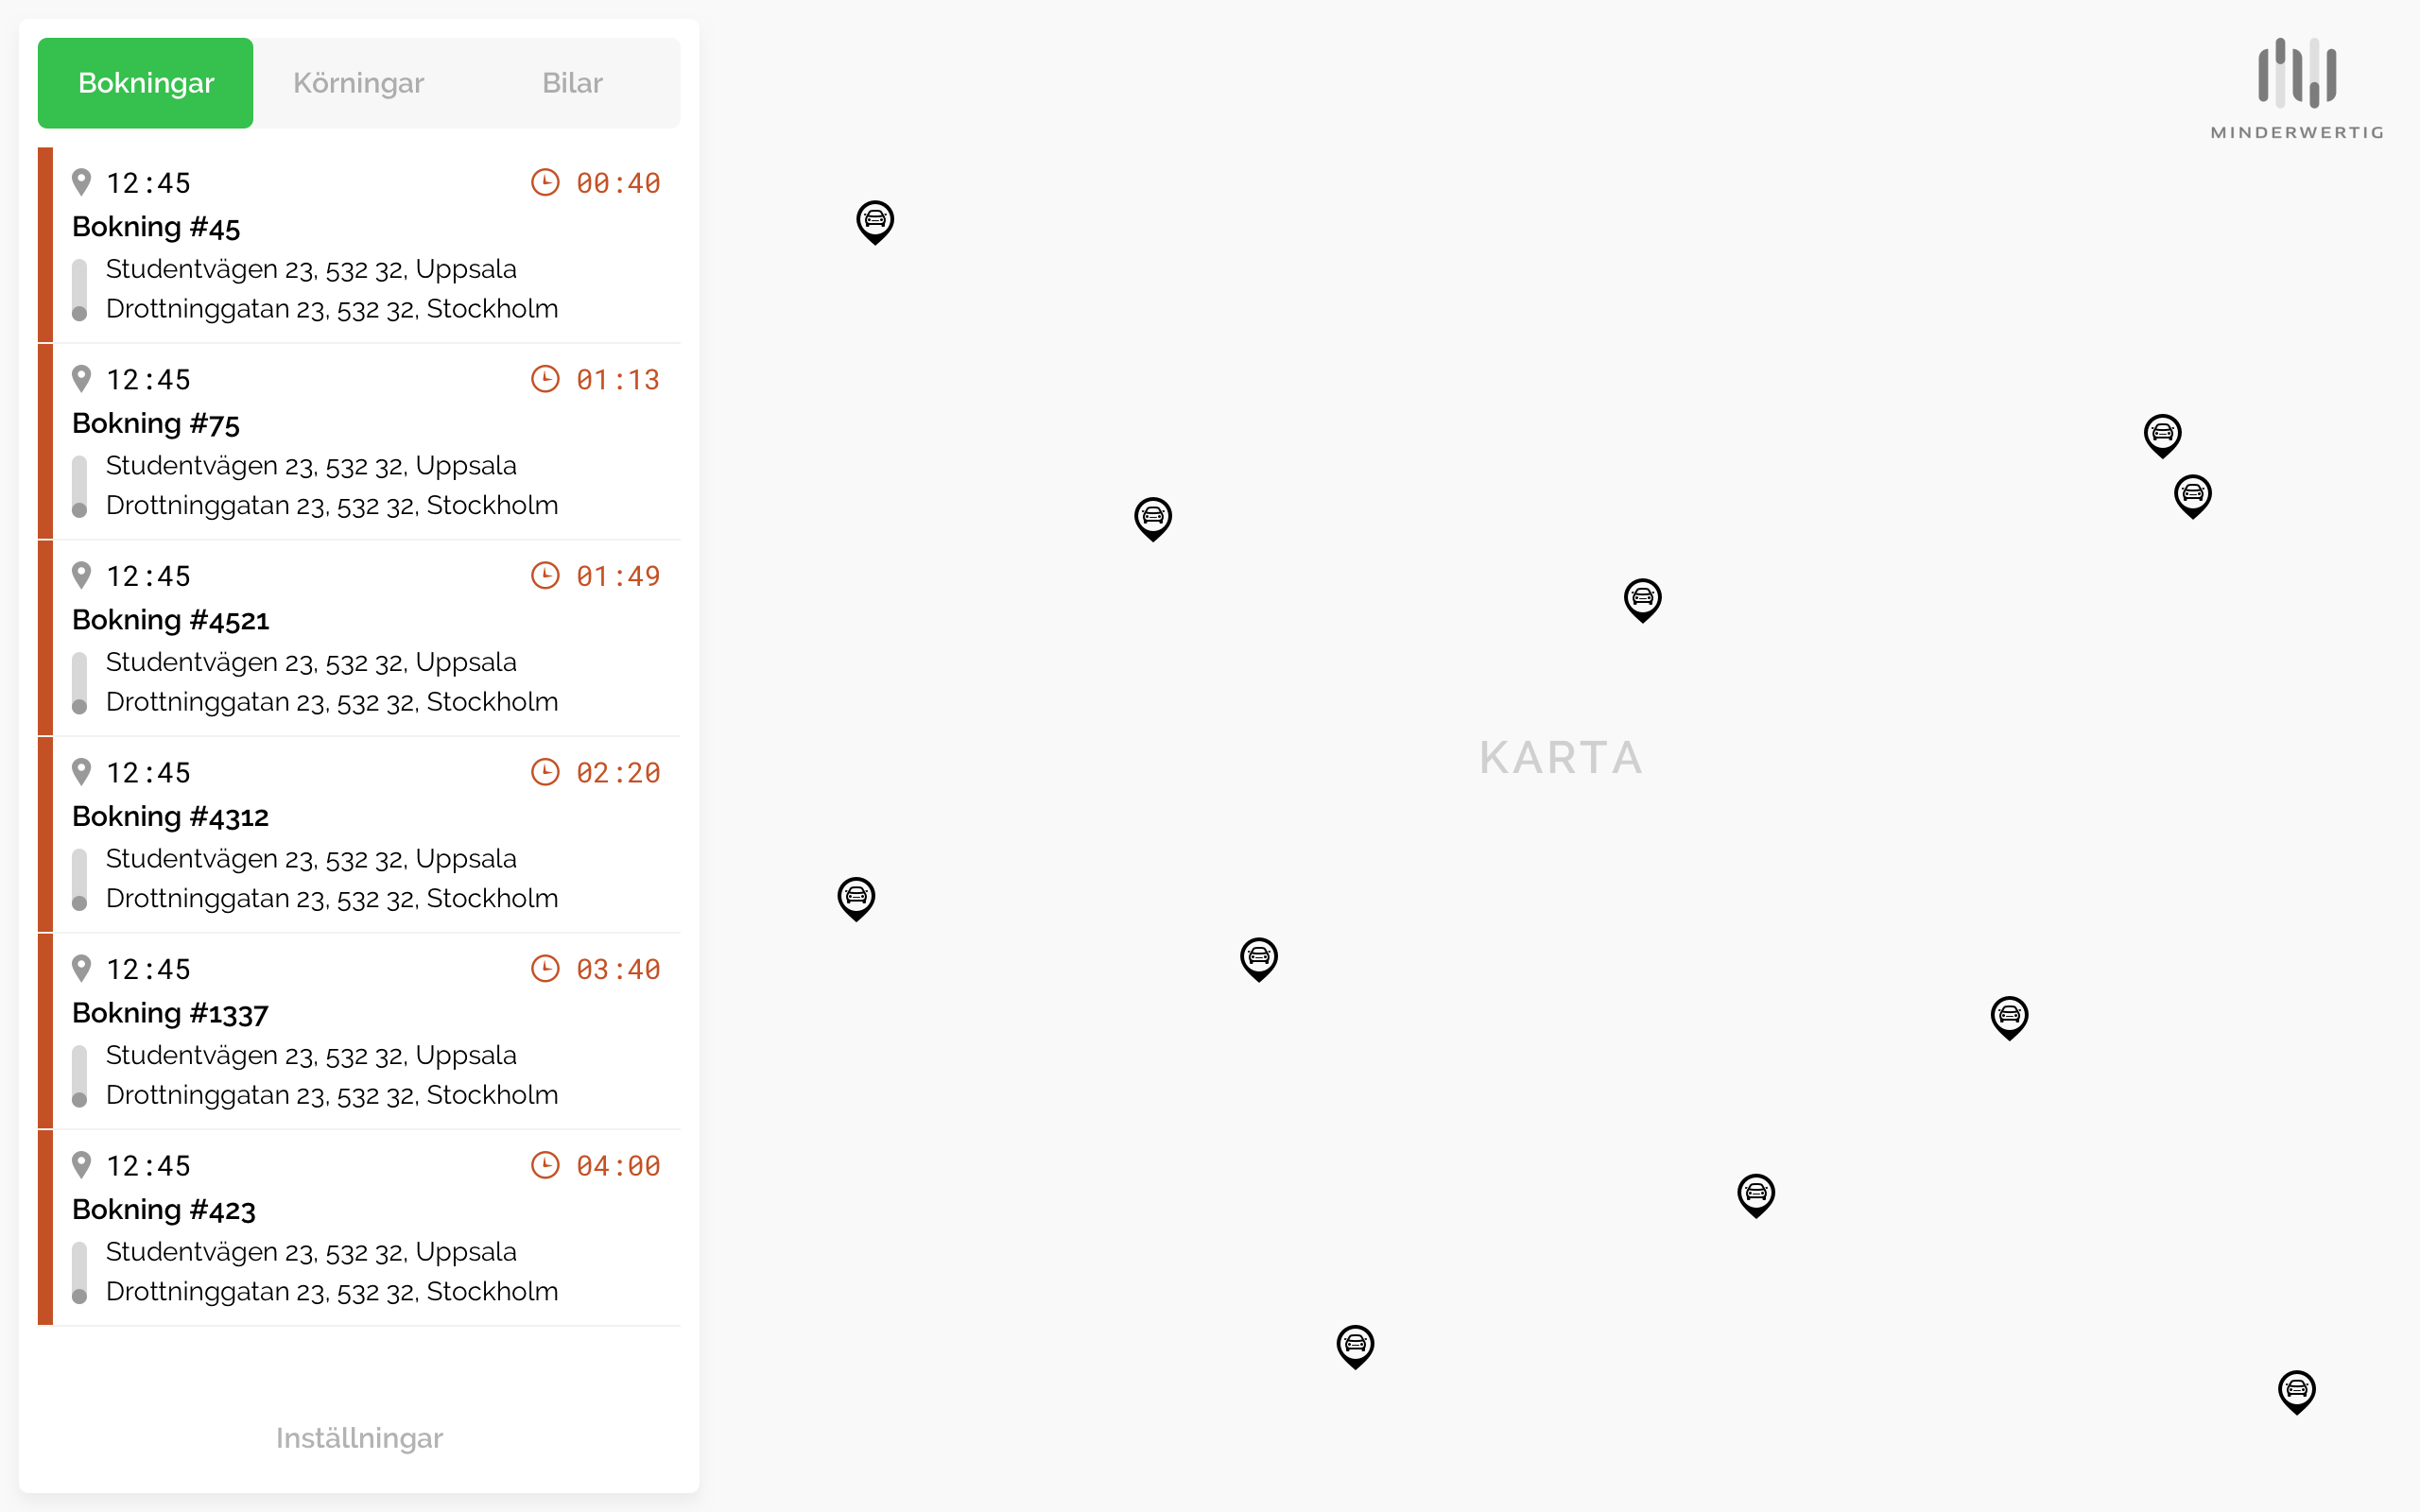 Bokningar
Körningar
Bilar
12:45
00:40
Bokning #45
Studentvägen 23, 532 32, Uppsala
Drottninggatan 23, 532 32, Stockholm
12:45
01:13
Bokning #75
Studentvägen 23, 532 32, Uppsala
Drottninggatan 23, 532 32, Stockholm
12:45
01:49
Bokning #4521
Studentvägen 23, 532 32, Uppsala
Drottninggatan 23, 532 32, Stockholm
12:45
02:20
Bokning #4312
Studentvägen 23, 532 32, Uppsala
Drottninggatan 23, 532 32, Stockholm
12:45
03:40
Bokning #1337
Studentvägen 23, 532 32, Uppsala
Drottninggatan 23, 532 32, Stockholm
12:45
04:00
Bokning #423
Studentvägen 23, 532 32, Uppsala
Drottninggatan 23, 532 32, Stockholm
Inställningar
MINDERWERTIG
KARTA